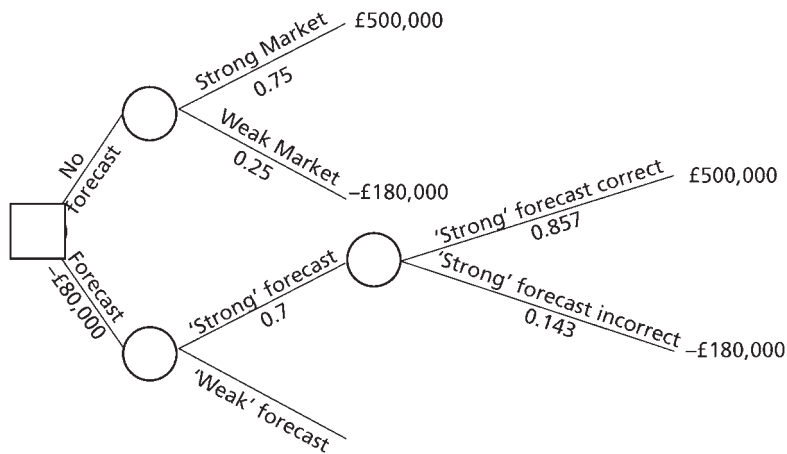 £500,000
Strong Market
0.75
Weak Market
0.25
–£180,000
No
forecast
Forecast
–£80,000
'Strong' forecast
0.7
'Weak' forecast
'Strong' forecast correct
0.857
£500,000
'Strong' forecast incorrect
0.143
–£180,000